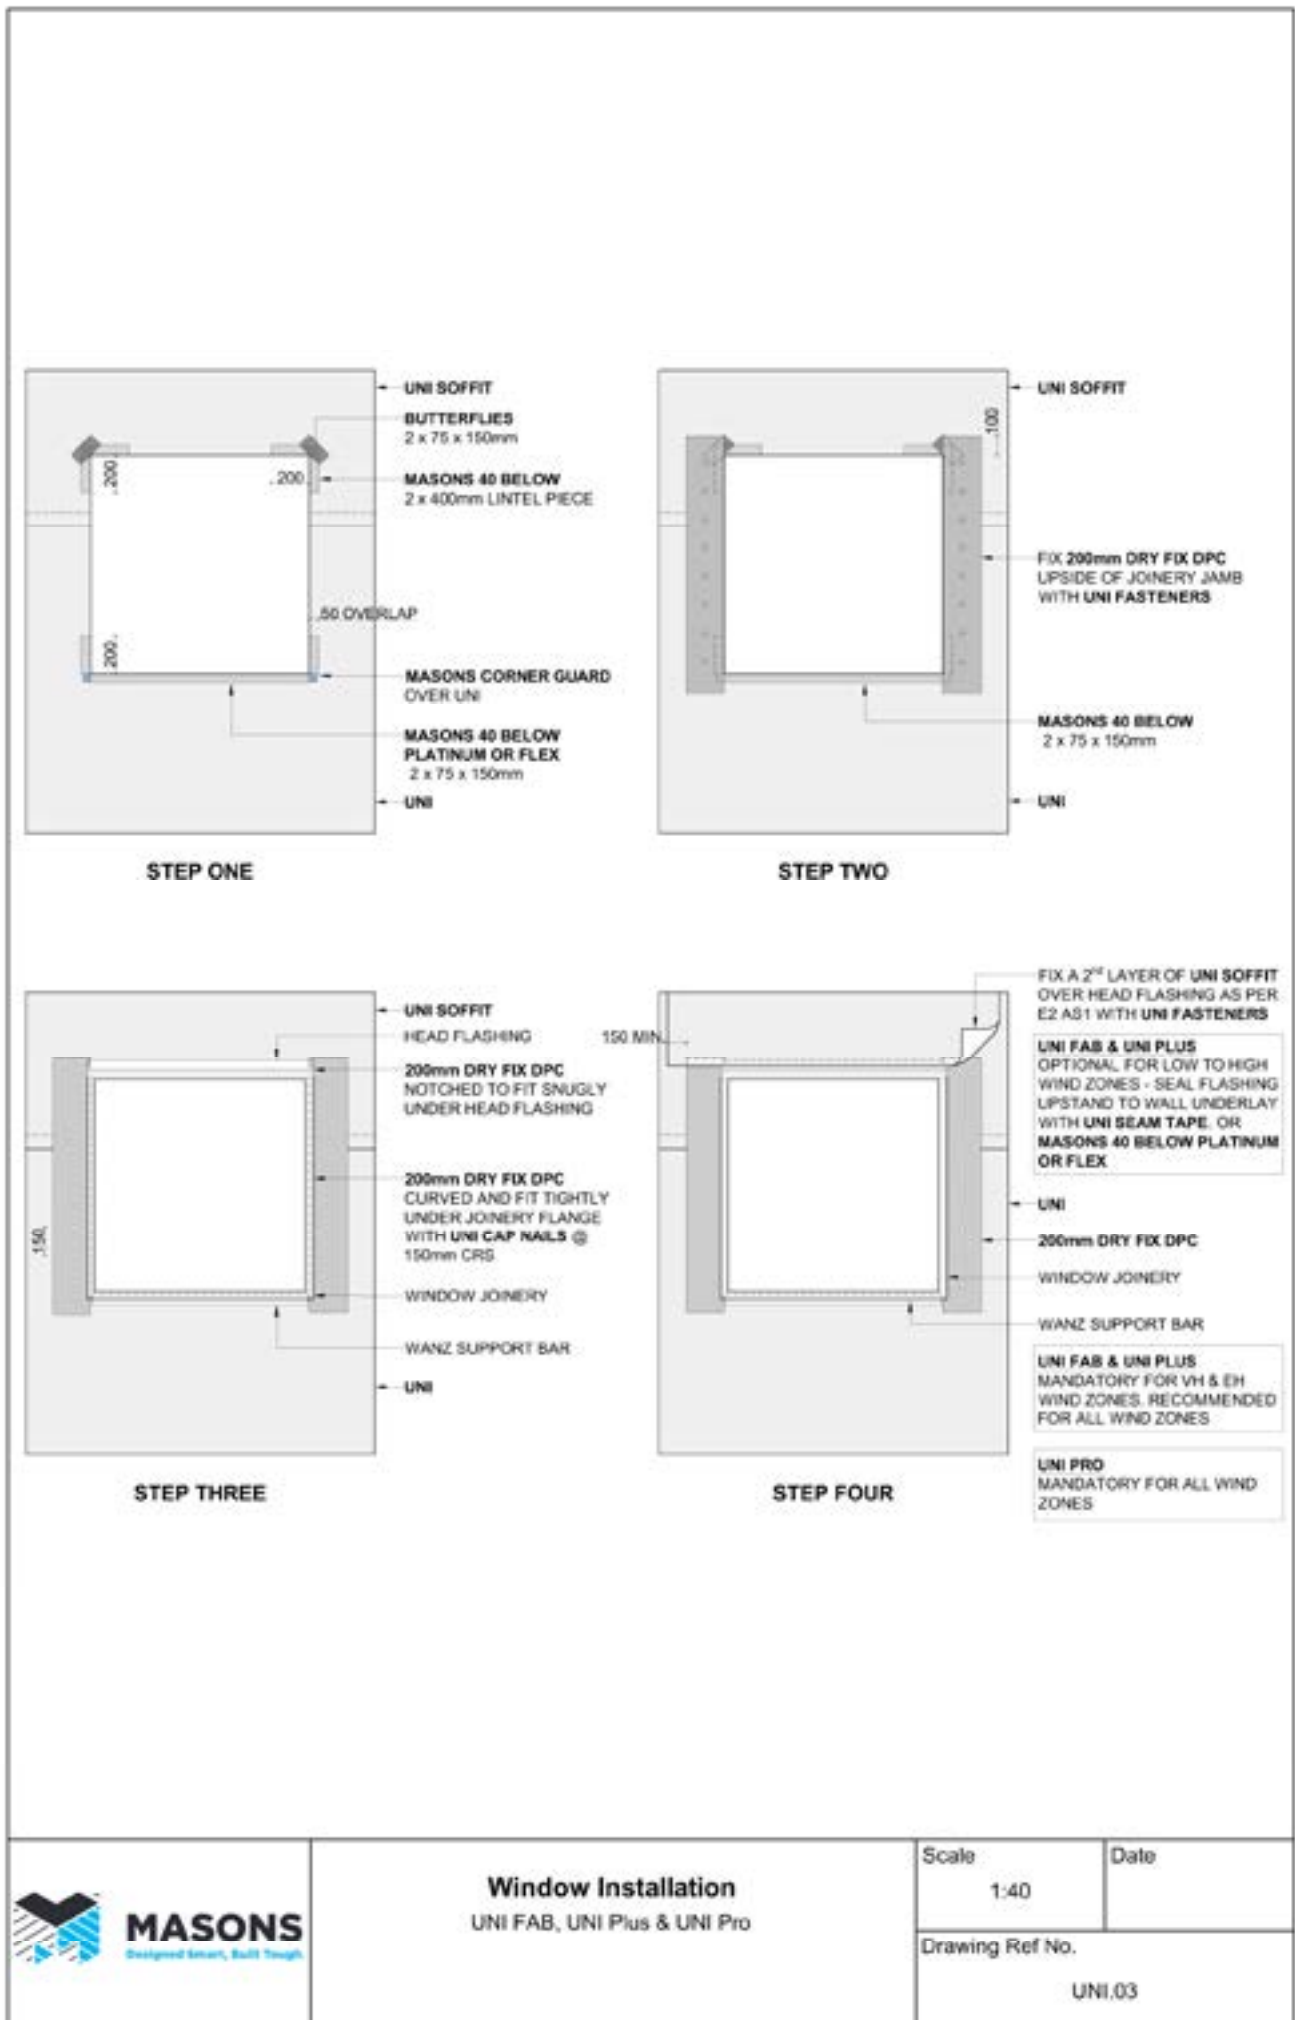 UNI SOFFIT
BUTTERFLIES
2 x 75 x 150mm
200
200
MASONS 40 BELOW
2 x 400mm LINTEL PIECE
50 OVERLAP
200
MASONS CORNER GUARD
OVER UNI
MASONS 40 BELOW
PLATINUM OR FLEX
2 x 75 x 150mm
UNI
STEP ONE
UNI SOFFIT
100
FIX 200mm DRY FIX DPC
UPSIDE OF JOINERY JAMB
WITH UNI FASTENERS
MASONS 40 BELOW
2 x 75 x 150mm
UNI
STEP TWO
UNI SOFFIT
HEAD FLASHING
200mm DRY FIX DPC
NOTCHED TO FIT SNUGLY
UNDER HEAD FLASHING
200mm DRY FIX DPC
CURVED AND FIT TIGHTLY
UNDER JOINERY FLANGE
WITH UNI CAP NAILS @
150mm CRS
150
WINDOW JOINERY
WANZ SUPPORT BAR
UNI
STEP THREE
FIX A 2nd LAYER OF UNI SOFFIT
OVER HEAD FLASHING AS PER
E2 AS1 WITH UNI FASTENERS
150 MIN
UNI FAB & UNI PLUS
OPTIONAL FOR LOW TO HIGH
WIND ZONES - SEAL FLASHING
UPSTAND TO WALL UNDERLAY
WITH UNI SEAM TAPE, OR
MASONS 40 BELOW PLATINUM
OR FLEX
UNI
200mm DRY FIX DPC
WINDOW JOINERY
WANZ SUPPORT BAR
UNI FAB & UNI PLUS
MANDATORY FOR VH & EH
WIND ZONES. RECOMMENDED
FOR ALL WIND ZONES
UNI PRO
MANDATORY FOR ALL WIND
ZONES
STEP FOUR
MASONS
Designed Smart, Built Tough
Window Installation
UNI FAB, UNI Plus & UNI Pro
Scale
1:40
Date
Drawing Ref No.
UNI.03